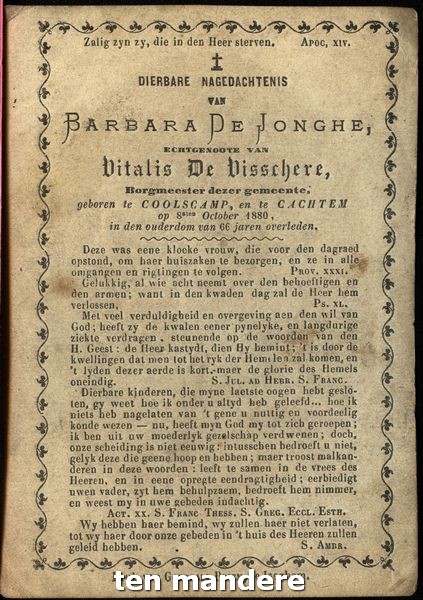 Zalig zyn zy, die in den Heer sterven. Apoc, XIV.
DIERBARE NAGEDACHTENIS
VAN
BARBARA DE JONGHE,
ECHTGENOOTE VAN
Vitalis De Visschere,
Borgmeester dezer gemeente,
geboren te COOLSCAMP, en te CACHTEM
op 8sten October 1880,
in den ouderdom van 66 jaren overleden.
Deze was eene kloeke vrouw, die voor den dageraad
opstond, om haer huiszaken te bezorgen, en ze in alle
omgangen en rigtingen te volgen. Prov. XXXI.
Gelukkig, al wie acht neemt over den behoeftigen en
den armen; want in den kwaden dag zal de Heer hem
verlossen. Ps. XL.
Met veel verduldigheid en overgeving aen den wil van
God; heeft zy de kwalen eener pynelyke, en langdurige
ziekte verdragen, steunende op de woorden van den
H. Geest: de Heer kastydt, dien Hy bemint; 't is door de
kwellingen dat men tot het ryk der Hemelen zal komen, en
't lyden dezer aerde is kort, maer de glorie des Hemels
oneindig. S. Jul. ad Hebr. S. Franc.
Dierbare kinderen, die myne laetste oogen hebt geslo-
ten, gy weet hoe ik onder u altyd heb geleefd... hoe ik
niets heb nagelaten van 't gene u nuttig en voordeelig
konde wezen — nu, heeft myn God my tot zich geroepen;
ik ben uit uw moederlyk gezelschap verdwenen; doch,
onze scheiding is niet eeuwig: intusschen bedroeft u niet,
gelyk deze die geene hoop en hebben; maer troost malkan-
deren in deze woorden: leeft te samen in de vrees des
Heeren, en in eene opregte eendragtigheid; eerbiedigt
uwen vader, zyt hem behulpzaem, bedroeft hem nimmer,
en weest my in uwe gebeden indachtig.
Act. XX. S. Franc Thess. S. Greg. Eccl. Esth.
Wy hebben haer bemind, wy zullen haer niet verlaten,
tot wy haer door onze gebeden in 't huis des Heeren zullen
geleid hebben. S. Ambr.
ten mandere